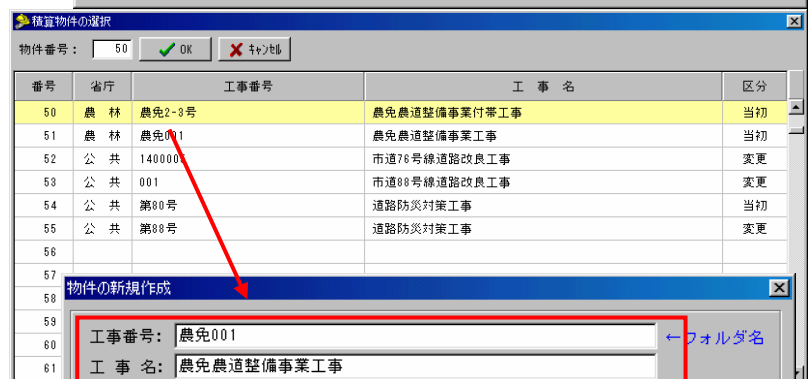 積算物件の選択
物件番号： 50 OK ｷｬﾝｾﾙ
番号 省庁 工事番号 工 事 名 区分
50 農 林 農免2-3号 農免農道整備事業付帯工事 当初
51 農 林 農免001 農免農道整備事業工事 当初
52 公 共 140000 市道76号線道路改良工事 変更
53 公 共 001 市道88号線道路改良工事 変更
54 公 共 第80号 道路防災対策工事 当初
55 公 共 第88号 道路防災対策工事 変更
56
57
物件の新規作成
58
59
工事番号: 農免001 ←フォルダ名
60
61 工 事 名: 農免農道整備事業工事